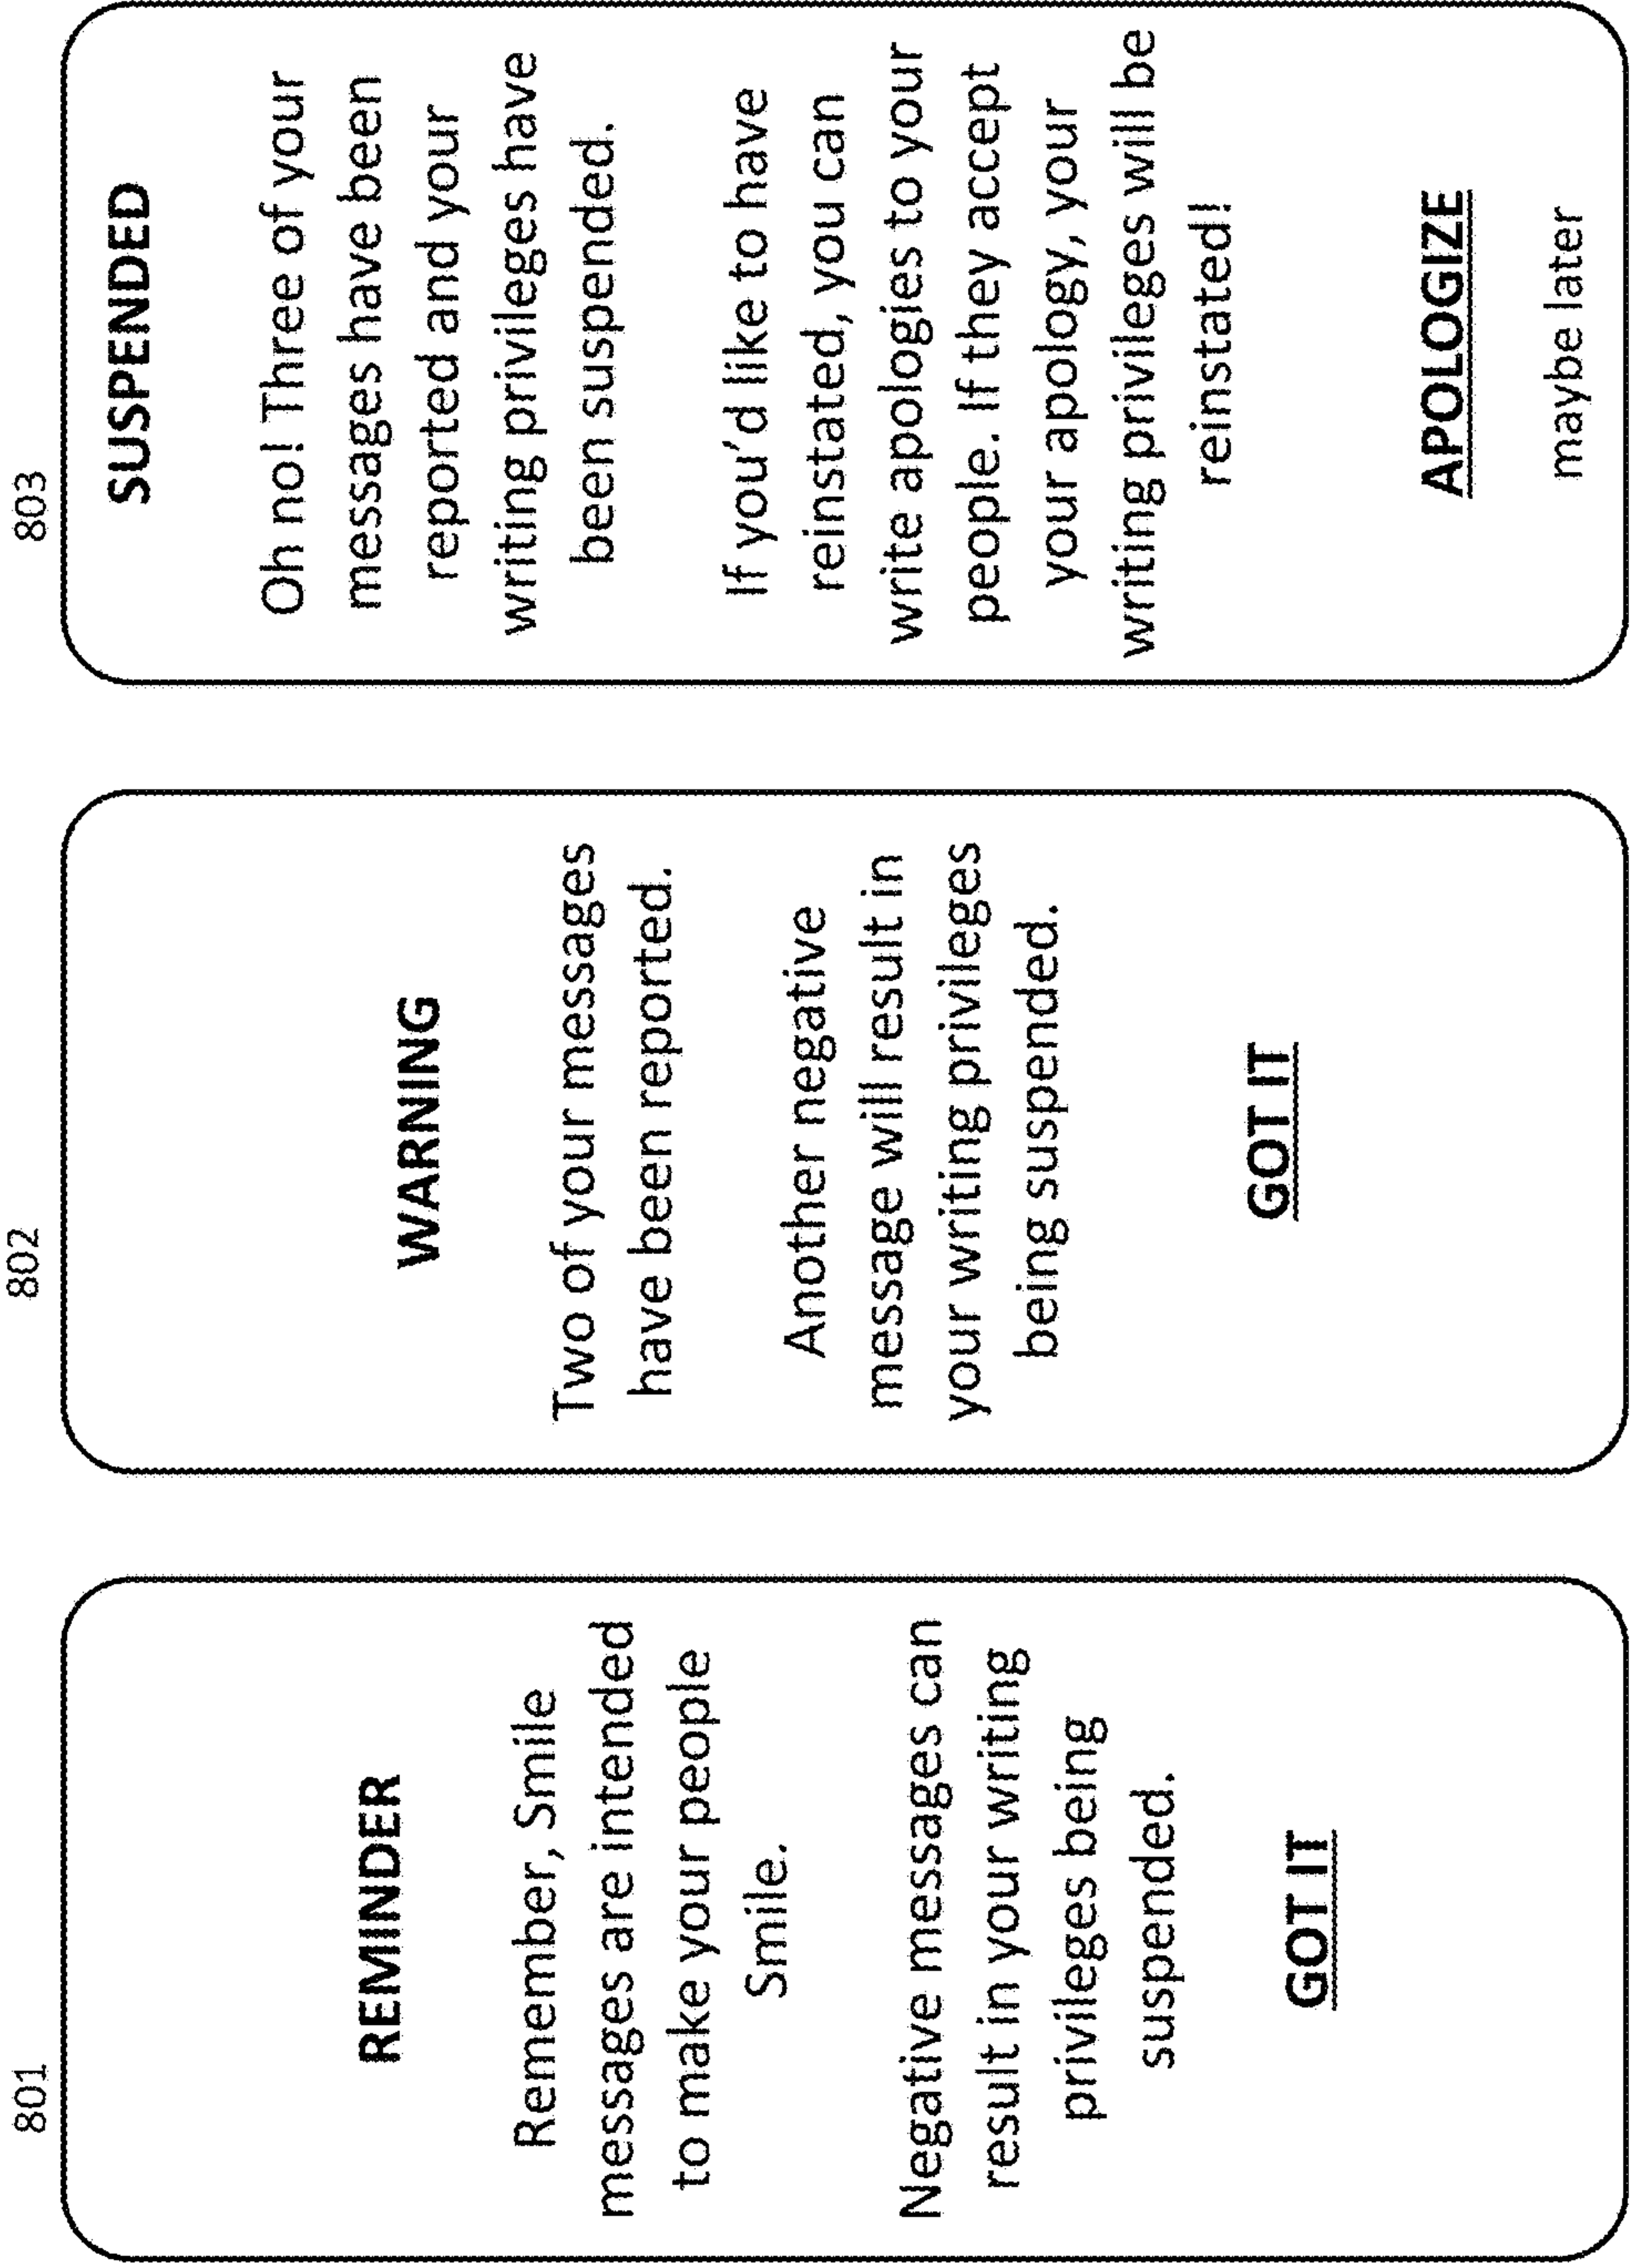 801
REMINDER
Remember, Smile
messages are intended
to make your people
Smile.
Negative messages can
result in your writing
privileges being
suspended.
GOT IT
802
WARNING
Two of your messages
have been reported.
Another negative
message will result in
your writing privileges
being suspended.
GOT IT
803
SUSPENDED
Oh no! Three of your
messages have been
reported and your
writing privileges have
been suspended.
If you'd like to have
reinstated, you can
write apologies to your
people. If they accept
your apology, your
writing privileges will be
reinstated!
APOLOGIZE
maybe later